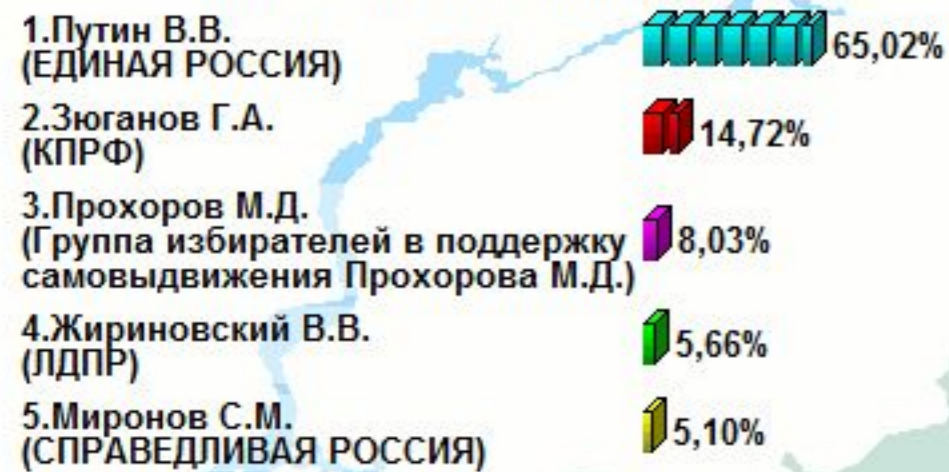 1.Путин В.В.
(ЕДИНАЯ РОССИЯ)
65,02%
2.Зюганов Г.А.
(КПРФ)
14,72%
3.Прохоров М.Д.
(Группа избирателей в поддержку
самовыдвижения Прохорова М.Д.)
8,03%
4.Жириновский В.В.
(ЛДПР)
5,66%
5.Миронов С.М.
(СПРАВЕДЛИВАЯ РОССИЯ)
5,10%